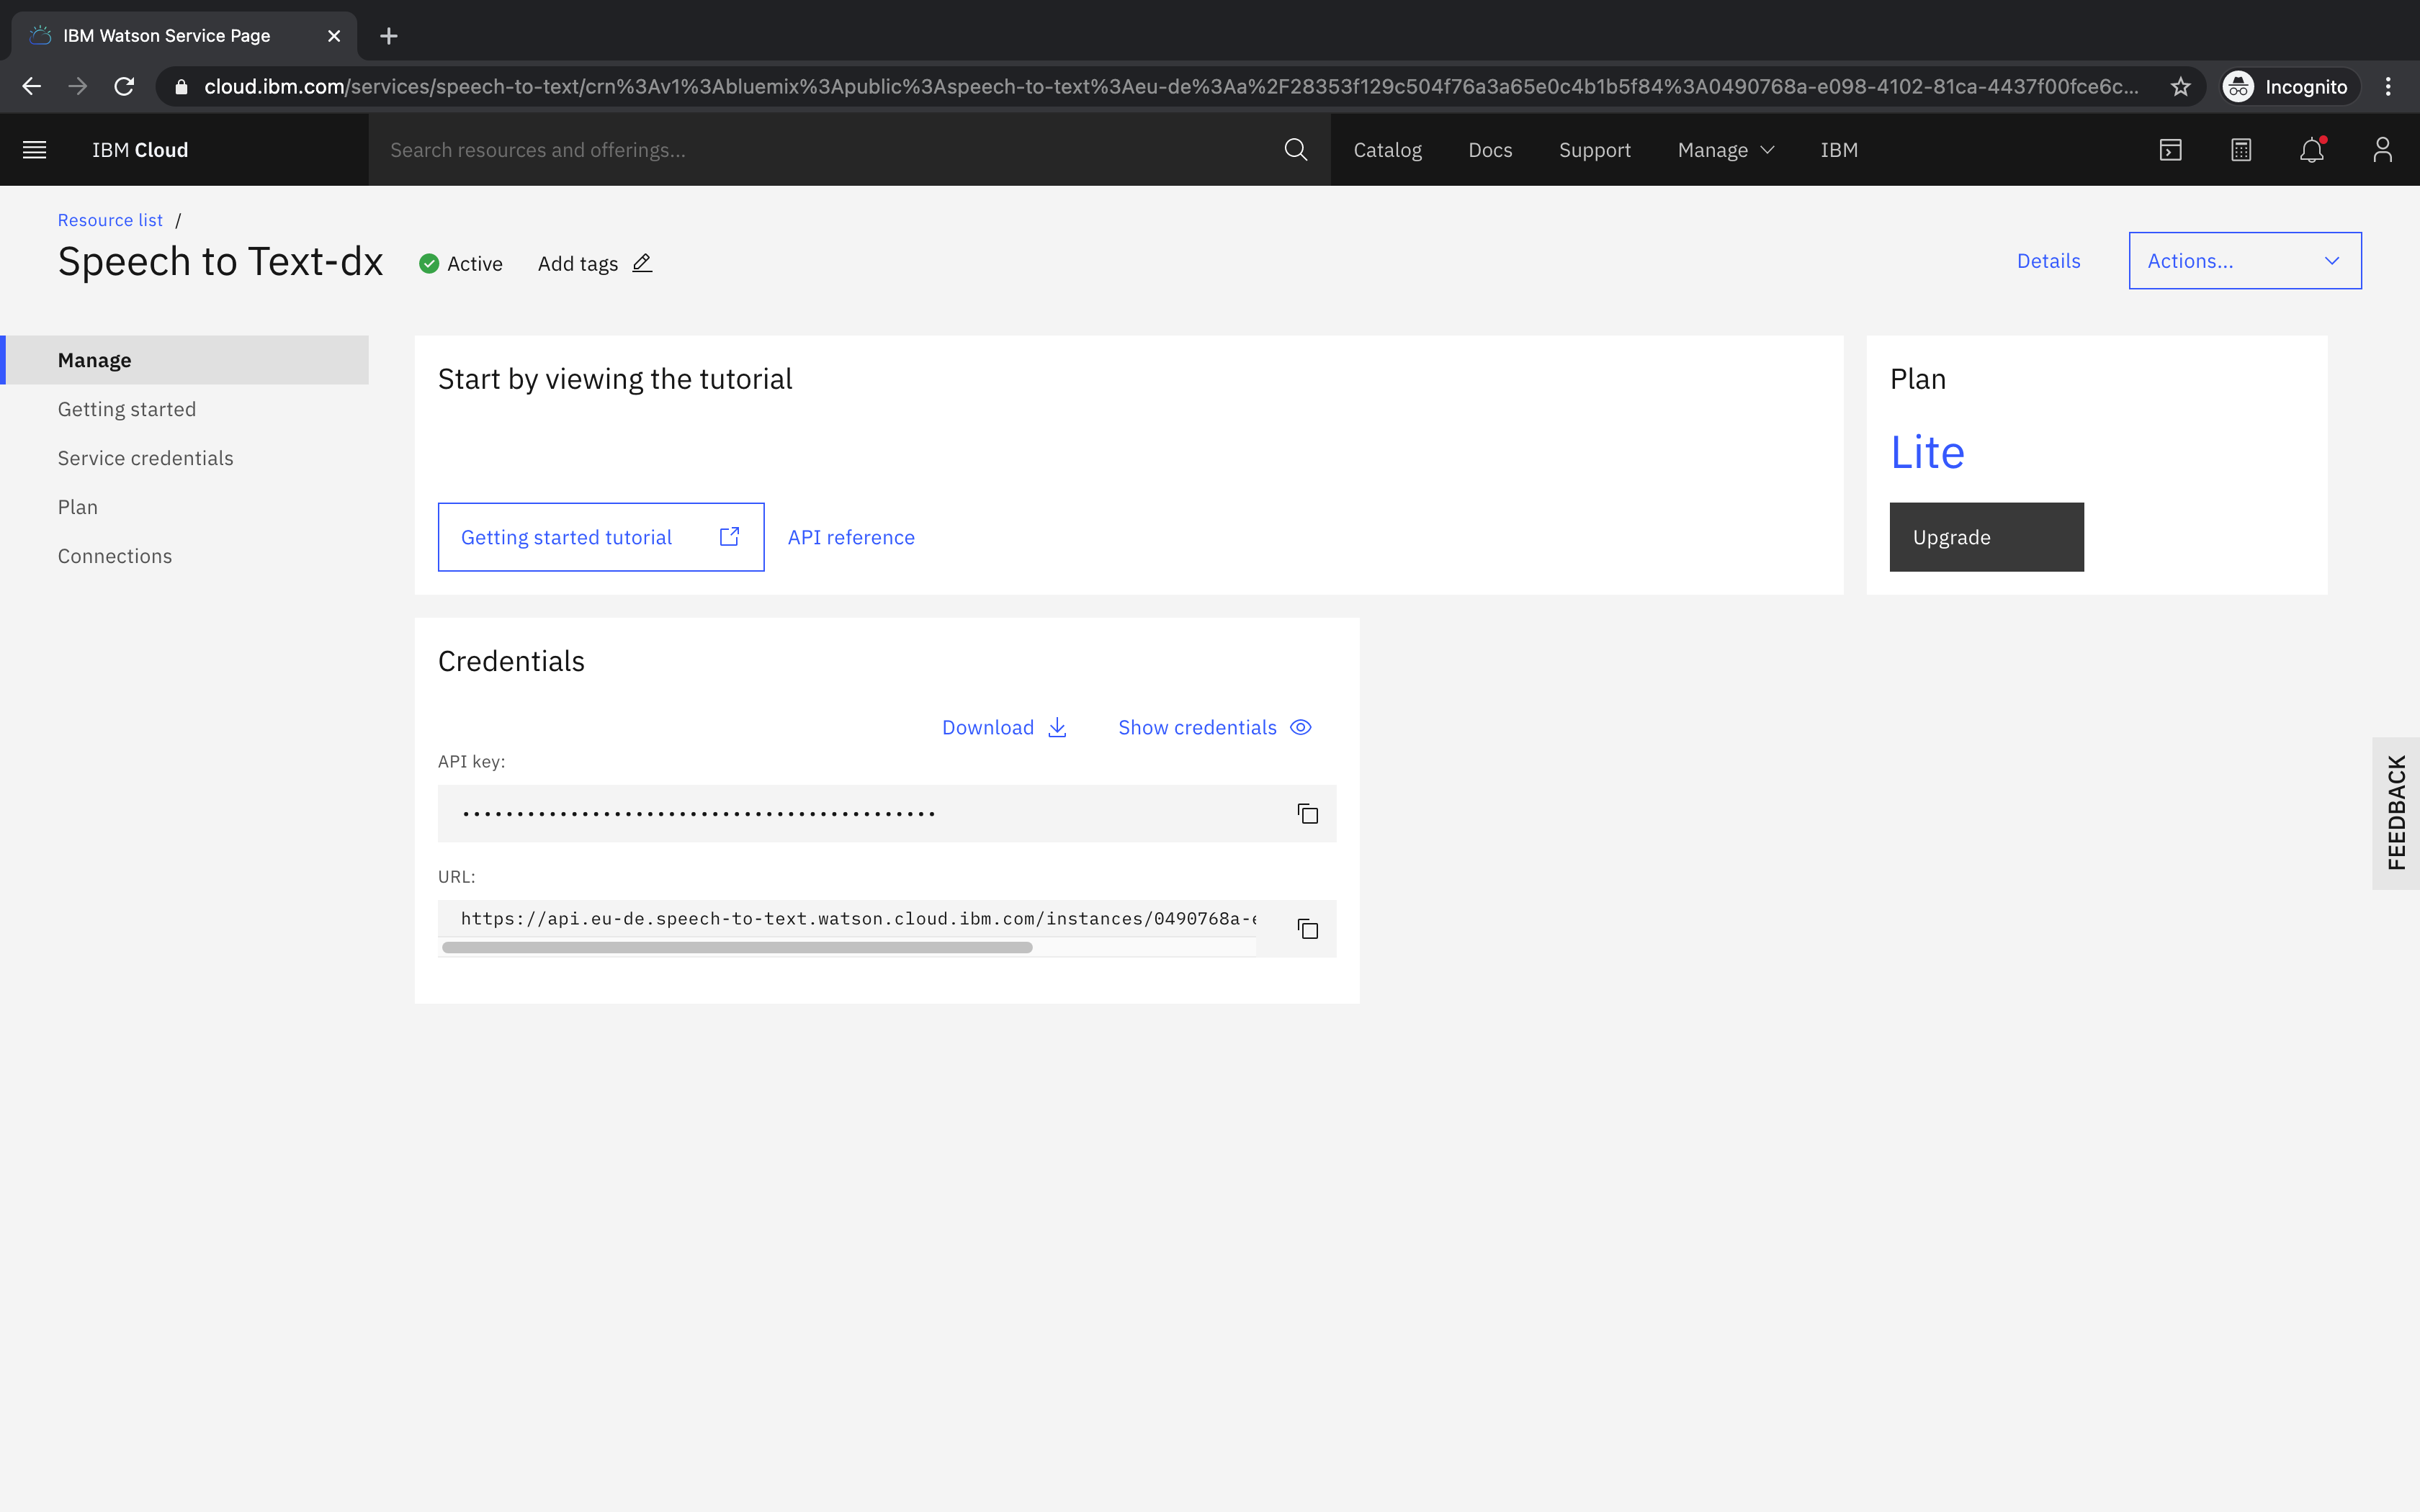 IBM Watson Service Page
cloud.ibm.com/services/speech-to-text/crn%3Av1%3Abluemix%3Apublic%3Aspeech-to-text%3Aeu-de%3Aa%2F28353f129c504f76a3a65e0c4b1b5f84%3A0490768a-e098-4102-81ca-4437f00fce6c...
Incognito
IBM Cloud
Search resources and offerings...
Catalog
Docs
Support
Manage
IBM
Resource list /
Speech to Text-dx
Active
Add tags
Details
Actions...
Manage
Getting started
Service credentials
Plan
Connections
Start by viewing the tutorial
Getting started tutorial
API reference
Plan
Lite
Upgrade
Credentials
Download
Show credentials
API key:
••••••••••••••••••••••••••••••••••••••••••••
URL:
https://api.eu-de.speech-to-text.watson.cloud.ibm.com/instances/0490768a-e
FEEDBACK